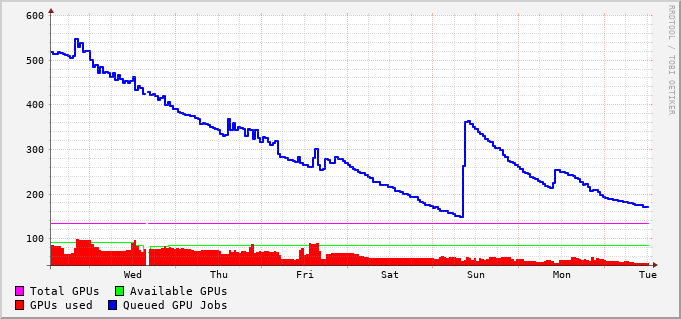 RRDTOOL / TOBI OETIKER
600
500
400
300
200
100
Wed Thu Fri Sat Sun Mon Tue
Total GPUs Available GPUs
GPUs used Queued GPU Jobs